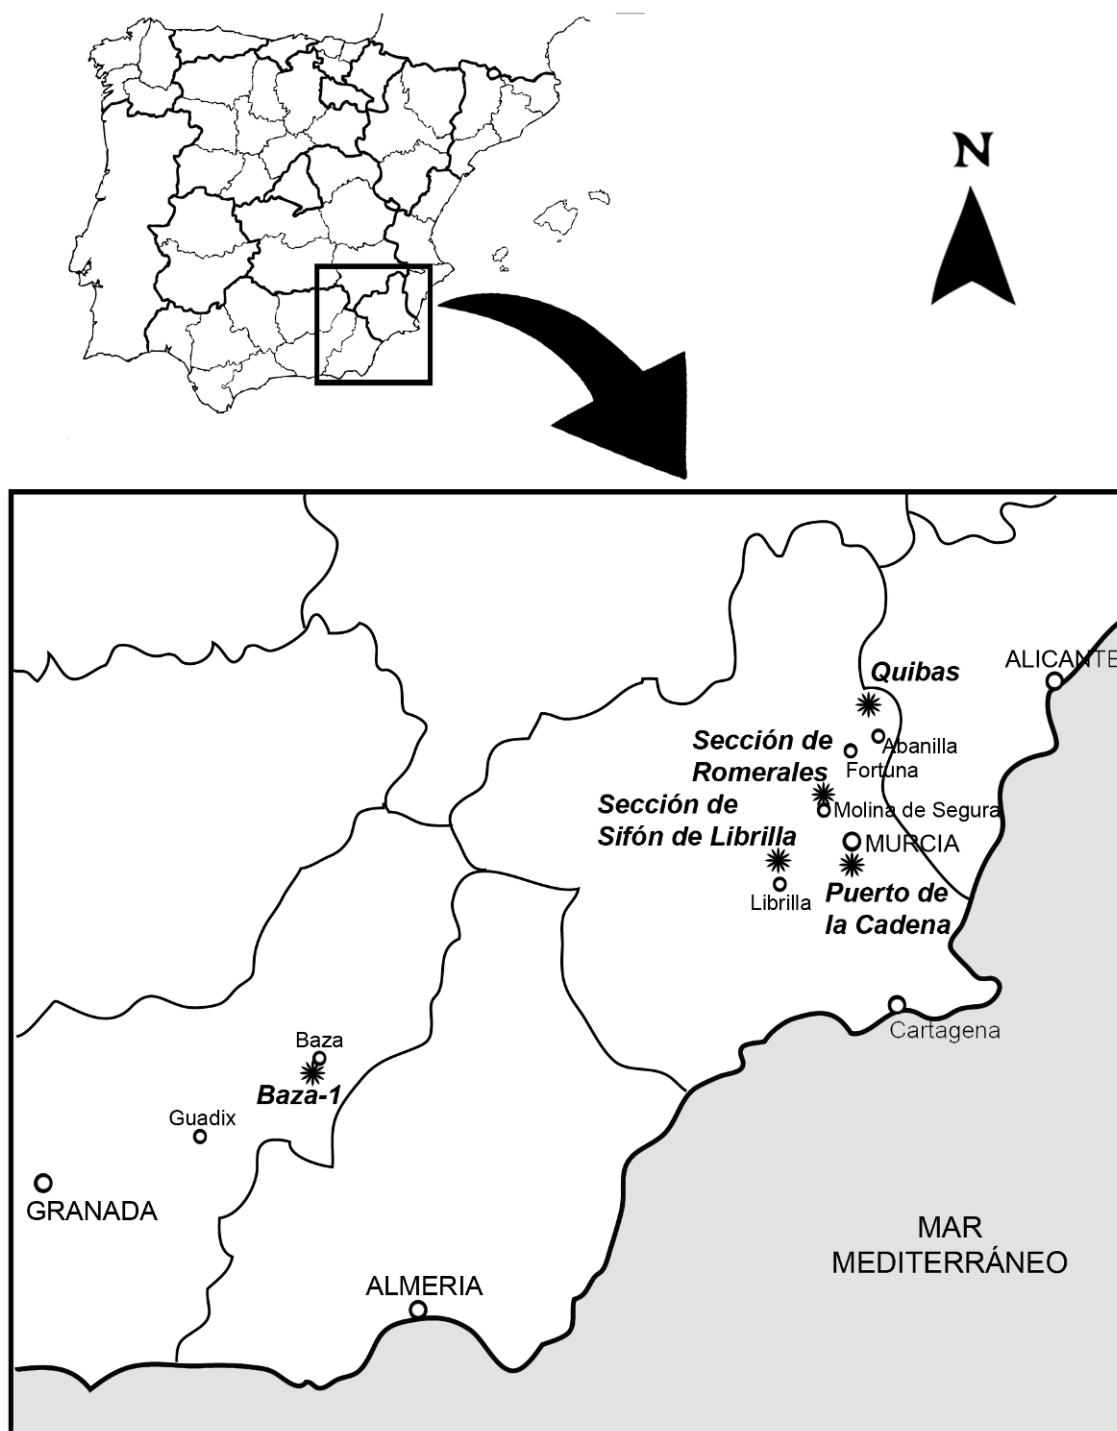 N
Quibas
ALICANTE
Abanilla
Sección de
Romerales
Fortuna
Molina de Segura
Sección de
Sifón de Librilla
MURCIA
Librilla
Puerto de
la Cadena
Cartagena
Baza
Baza-1
Guadix
GRANADA
MAR
MEDITERRÁNEO
ALMERIA